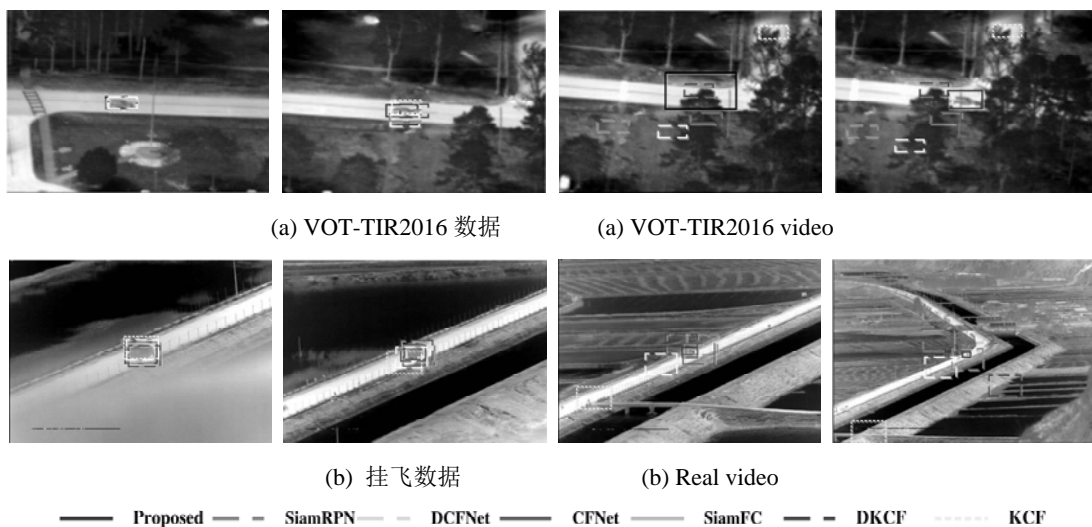 (a) VOT-TIR2016 数据 (a) VOT-TIR2016 video
(b) 挂飞数据 (b) Real video
Proposed SiamRPN DCFNet CFNet SiamFC DKCF KCF